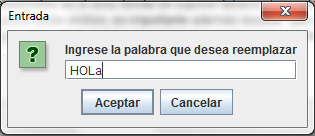 Entrada
Ingrese la palabra que desea reemplazar
HOLa
Aceptar Cancelar